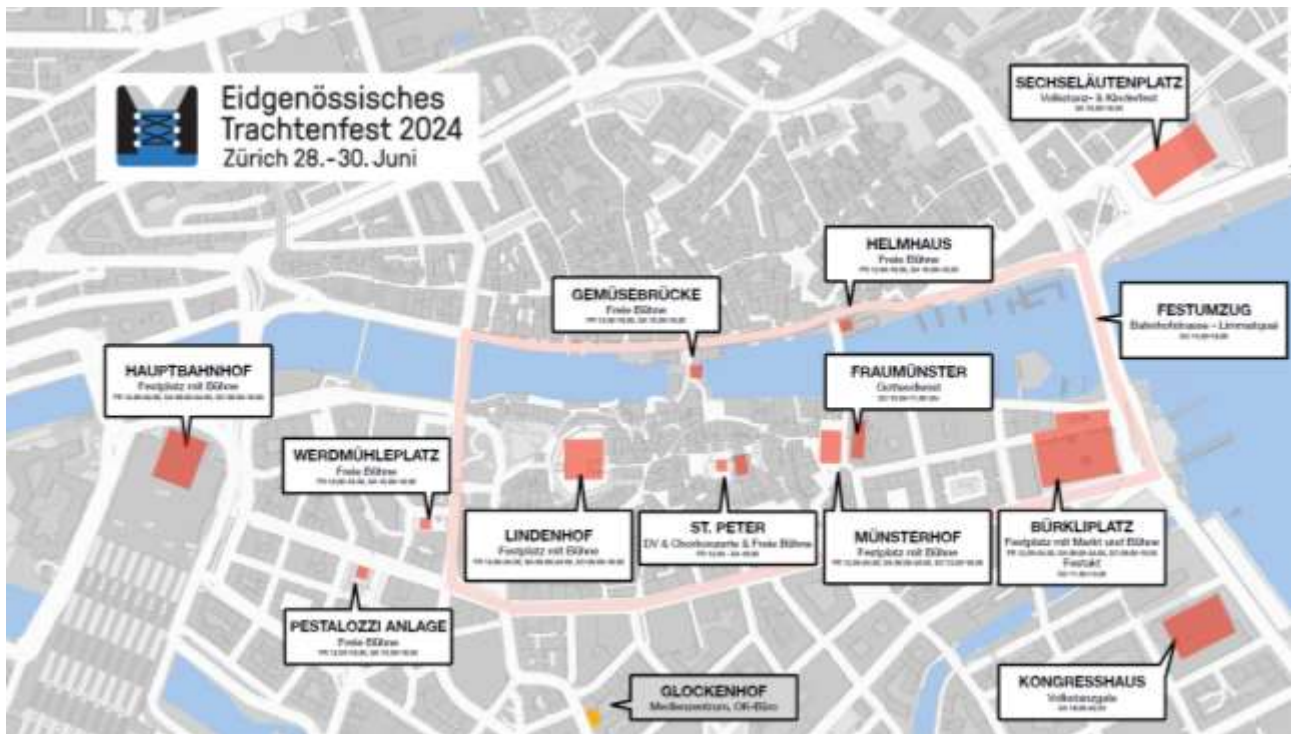 Eidgenössisches
Trachtenfest 2024
Zürich 28.-30. Juni
SECHSELÄUTENPLATZ
Volkstanz- & Kinderfest
HELMHAUS
Freie Bühne
GEMÜSEBRÜCKE
Freie Bühne
FESTUMZUG
Bahnhofstrasse – Limmatquai
HAUPTBAHNHOF
Festplatz mit Bühne
FRAUMÜNSTER
Gottesdienst
WERDMÜHLEPLATZ
Freie Bühne
LINDENHOF
Festplatz mit Bühne
ST. PETER
DV & Chorkonzerte & Freie Bühne
MÜNSTERHOF
Festplatz mit Bühne
BÜRKLIPLATZ
Festplatz mit Markt und Bühne
Festakt
PESTALOZZI ANLAGE
Freie Bühne
GLOCKENHOF
Medienzentrum, OK-Büro
KONGRESSHAUS
Volkstanzgala